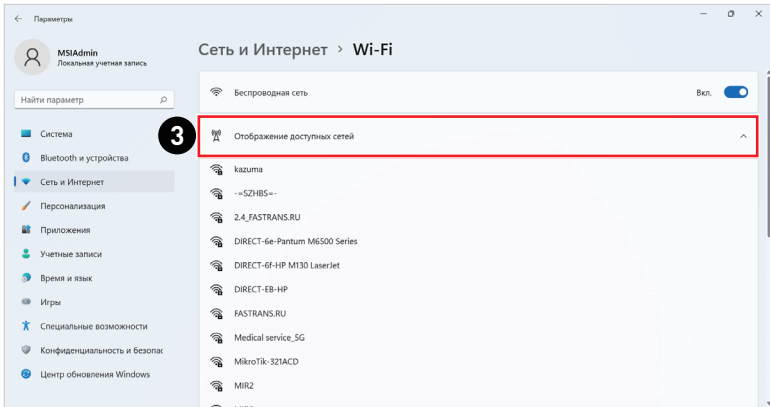 Параметры
MSIAdmin
Локальная учетная запись
Найти параметр
Система
Bluetooth и устройства
Сеть и Интернет
Персонализация
Приложения
Учетные записи
Время и язык
Игры
Специальные возможности
Конфиденциальность и безопас
Центр обновления Windows
Сеть и Интернет > Wi-Fi
Беспроводная сеть Вкл.
3 Отображение доступных сетей
kazuma
-=SZHBS=-
2.4_FASTRANS.RU
DIRECT-6e-Pantum M6500 Series
DIRECT-6f-HP M130 LaserJet
DIRECT-EB-HP
FASTRANS.RU
Medical service_5G
MikroTik-321ACD
MIR2